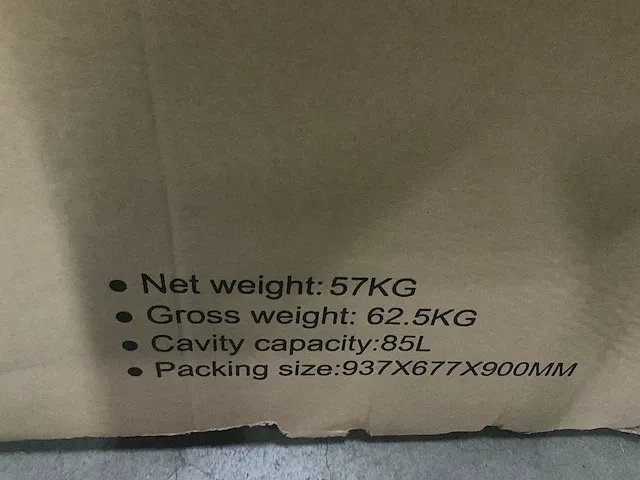 ● Net weight: 57KG
● Gross weight: 62.5KG
● Cavity capacity:85L
● Packing size:937X677X900MM